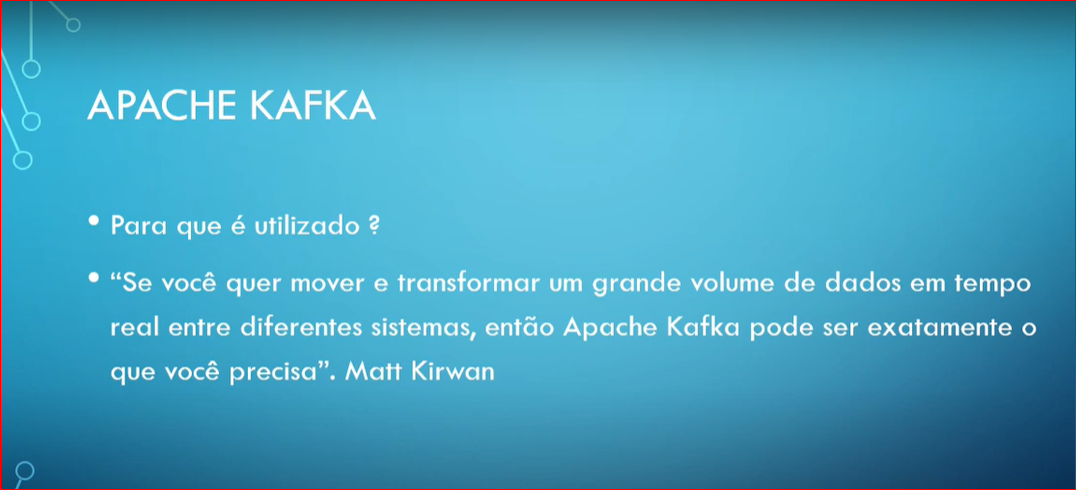 APACHE KAFKA
• Para que é utilizado ?
• “Se você quer mover e transformar um grande volume de dados em tempo
real entre diferentes sistemas, então Apache Kafka pode ser exatamente o
que você precisa”. Matt Kirwan